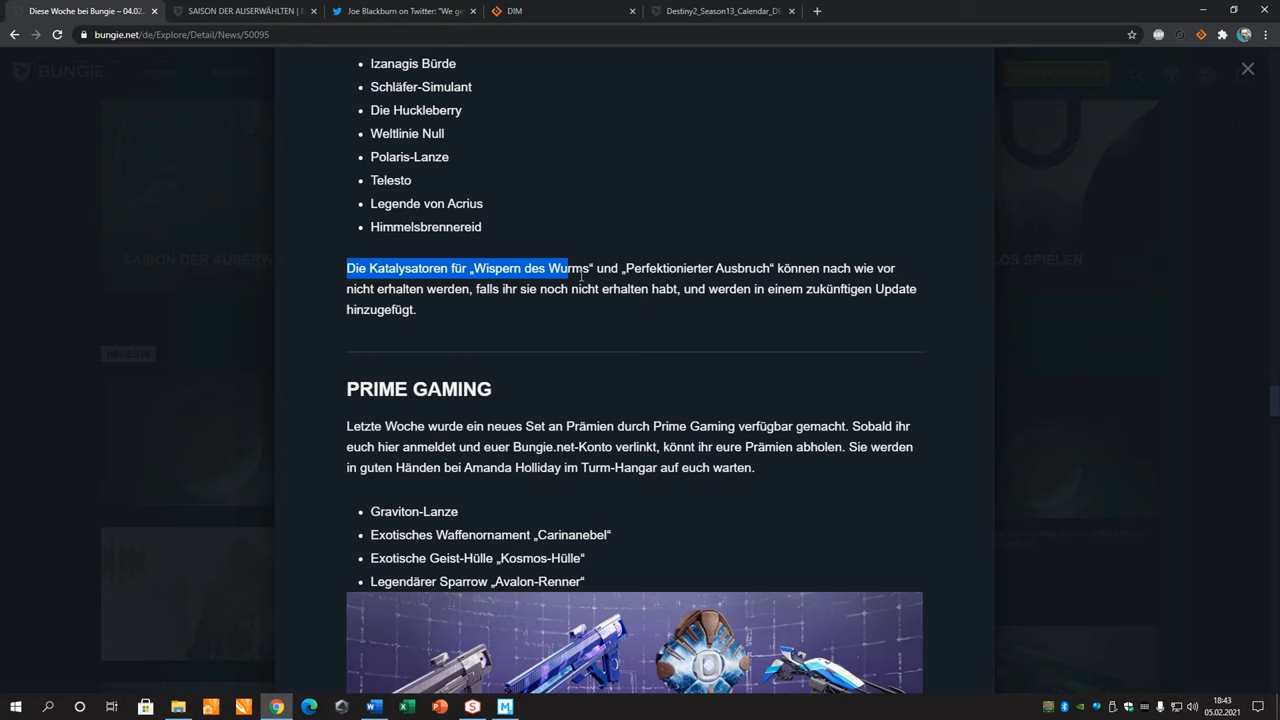 Diese Woche bei Bungie – 04.02.
SAISON DER AUSERWÄHLTEN | B
Joe Blackburn on Twitter: "We ge
DIM
Destiny2_Season13_Calendar_DE
bungie.net/de/Explore/Detail/News/50095
BUNGIE
Izanagis Bürde
Schläfer-Simulant
Die Huckleberry
Weltlinie Null
Polaris-Lanze
Telesto
Legende von Acrius
Himmelsbrennereid
SAISON DER AUSERW
LOS SPIELEN
Die Katalysatoren für „Wispern des Wurms“ und „Perfektionierter Ausbruch“ können nach wie vor
nicht erhalten werden, falls ihr sie noch nicht erhalten habt, und werden in einem zukünftigen Update
hinzugefügt.
NEUESTE
PRIME GAMING
Letzte Woche wurde ein neues Set an Prämien durch Prime Gaming verfügbar gemacht. Sobald ihr
euch hier anmeldet und euer Bungie.net-Konto verlinkt, könnt ihr eure Prämien abholen. Sie werden
in guten Händen bei Amanda Holliday im Turm-Hangar auf euch warten.
Graviton-Lanze
Exotisches Waffenornament „Carinanebel“
Exotische Geist-Hülle „Kosmos-Hülle“
Legendärer Sparrow „Avalon-Renner“
18:43
05.02.2021